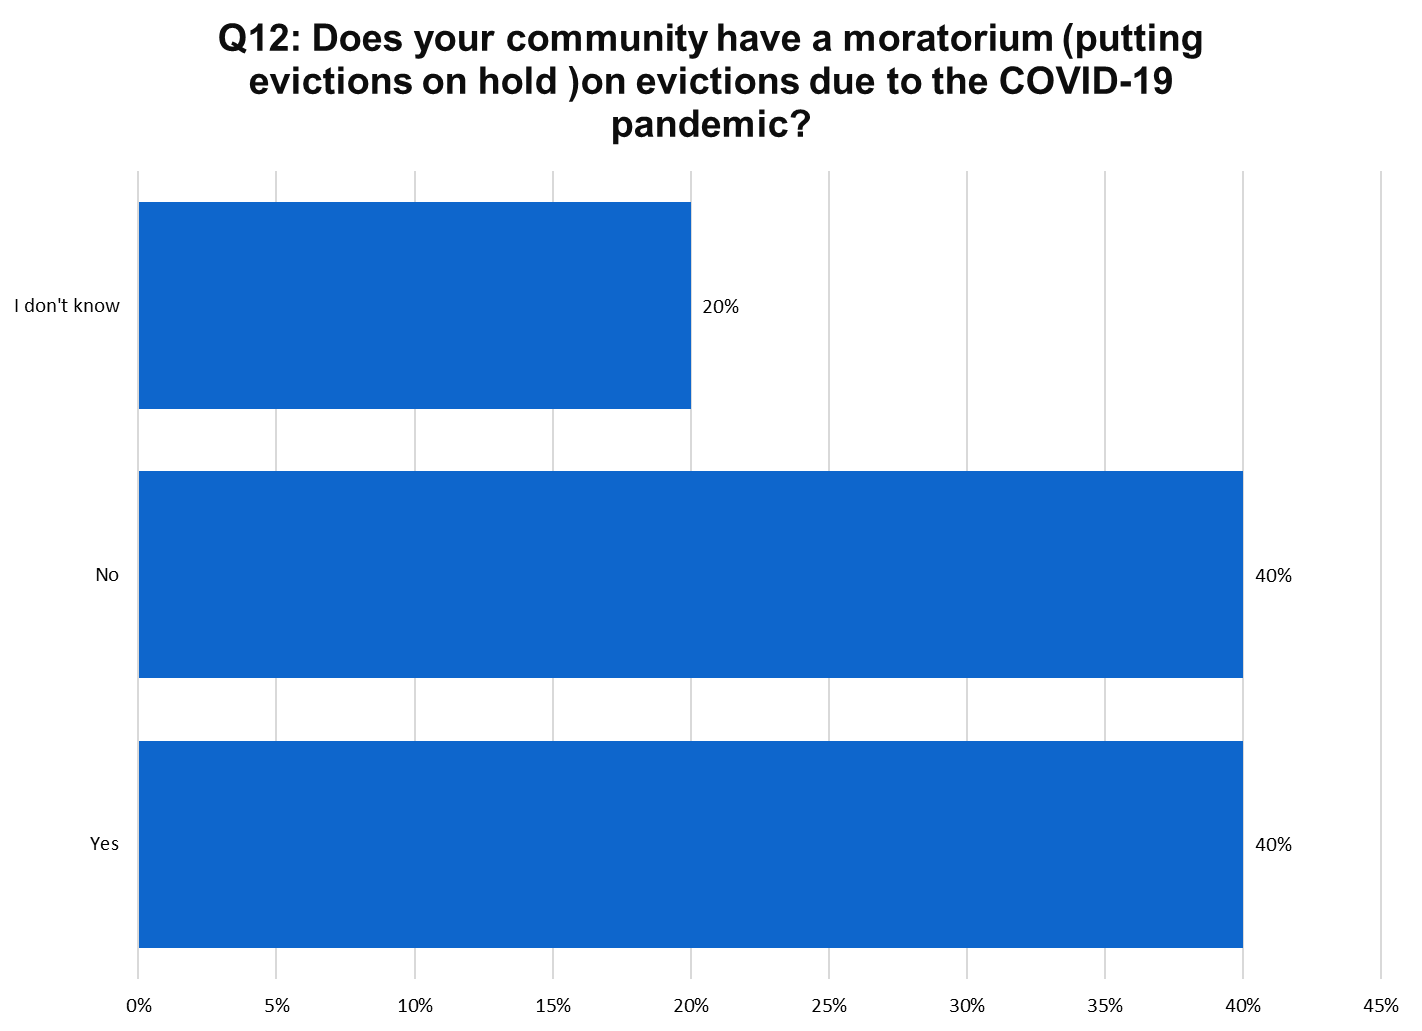 Q12: Does your community have a moratorium (putting
evictions on hold )on evictions due to the COVID-19
pandemic?
I don't know
20%
No
40%
Yes
40%
0% 5% 10% 15% 20% 25% 30% 35% 40% 45%